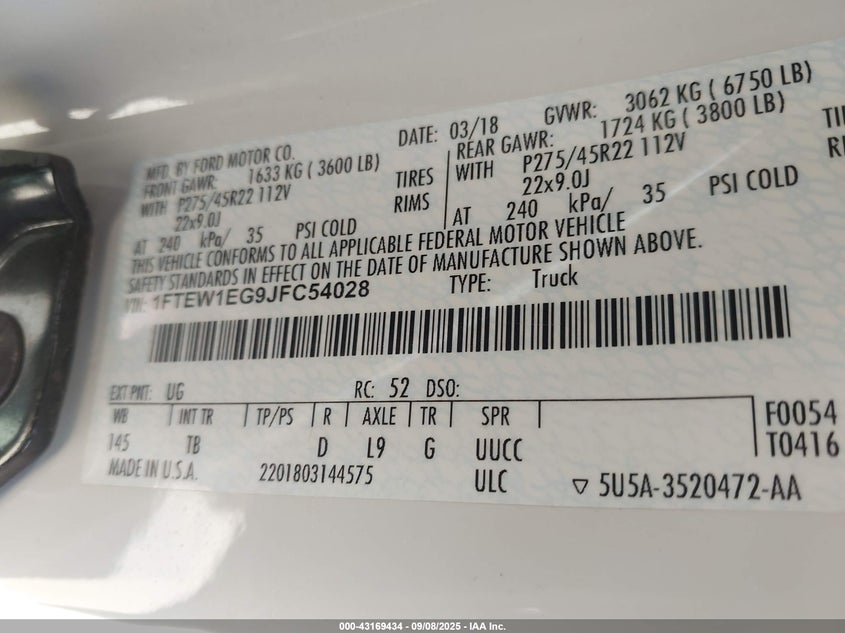 MFD. BY FORD MOTOR CO. DATE: 03/18 GVWR: 3062 KG ( 6750 LB)
FRONT GAWR: 1633 KG ( 3600 LB) REAR GAWR: 1724 KG ( 3800 LB)
WITH P275/45R22 112V TIRES WITH P275/45R22 112V
22x9.0J RIMS 22x9.0J
AT 240 kPa/ 35 PSI COLD AT 240 kPa/ 35 PSI COLD
THIS VEHICLE CONFORMS TO ALL APPLICABLE FEDERAL MOTOR VEHICLE
SAFETY STANDARDS IN EFFECT ON THE DATE OF MANUFACTURE SHOWN ABOVE.
VIN: 1FTEW1EG9JFC54028 TYPE: Truck
EXT PNT: UG RC: 52 DSO:
WB INT TR TP/PS R AXLE TR SPR F0054
145 TB D L9 G UUCC T0416
MADE IN U.S.A. 2201803144575 ULC ▽ 5U5A-3520472-AA
000-43169434 - 09/08/2025 - IAA Inc.